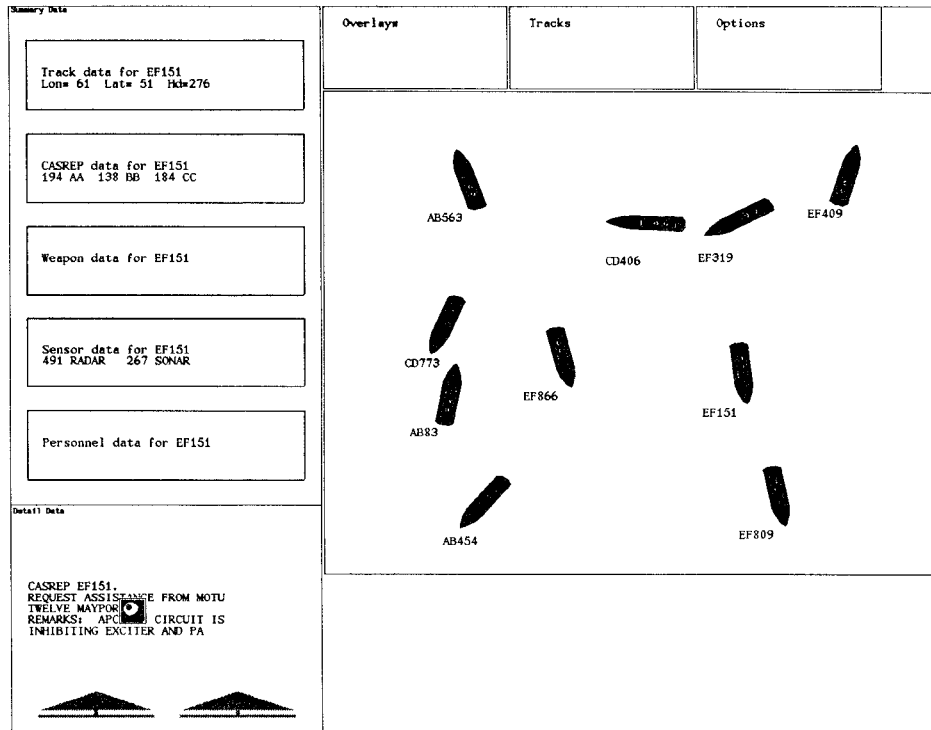 Summary Data
Track data for EF151
Lon= 61 Lat= 51 Hd=276
CASREP data for EF151
194 AA 138 BB 184 CC
Weapon data for EF151
Sensor data for EF151
491 RADAR 267 SONAR
Personnel data for EF151
Detail Data
CASREP EF151.
REQUEST ASSISTANCE FROM MOTU
TWELVE MAYPOR
REMARKS: APC CIRCUIT IS
INHIBITING EXCITER AND PA
Overlays
Tracks
Options
AB563
CD406
EF319
EF409
CD773
EF866
AB83
EF151
AB454
EF809